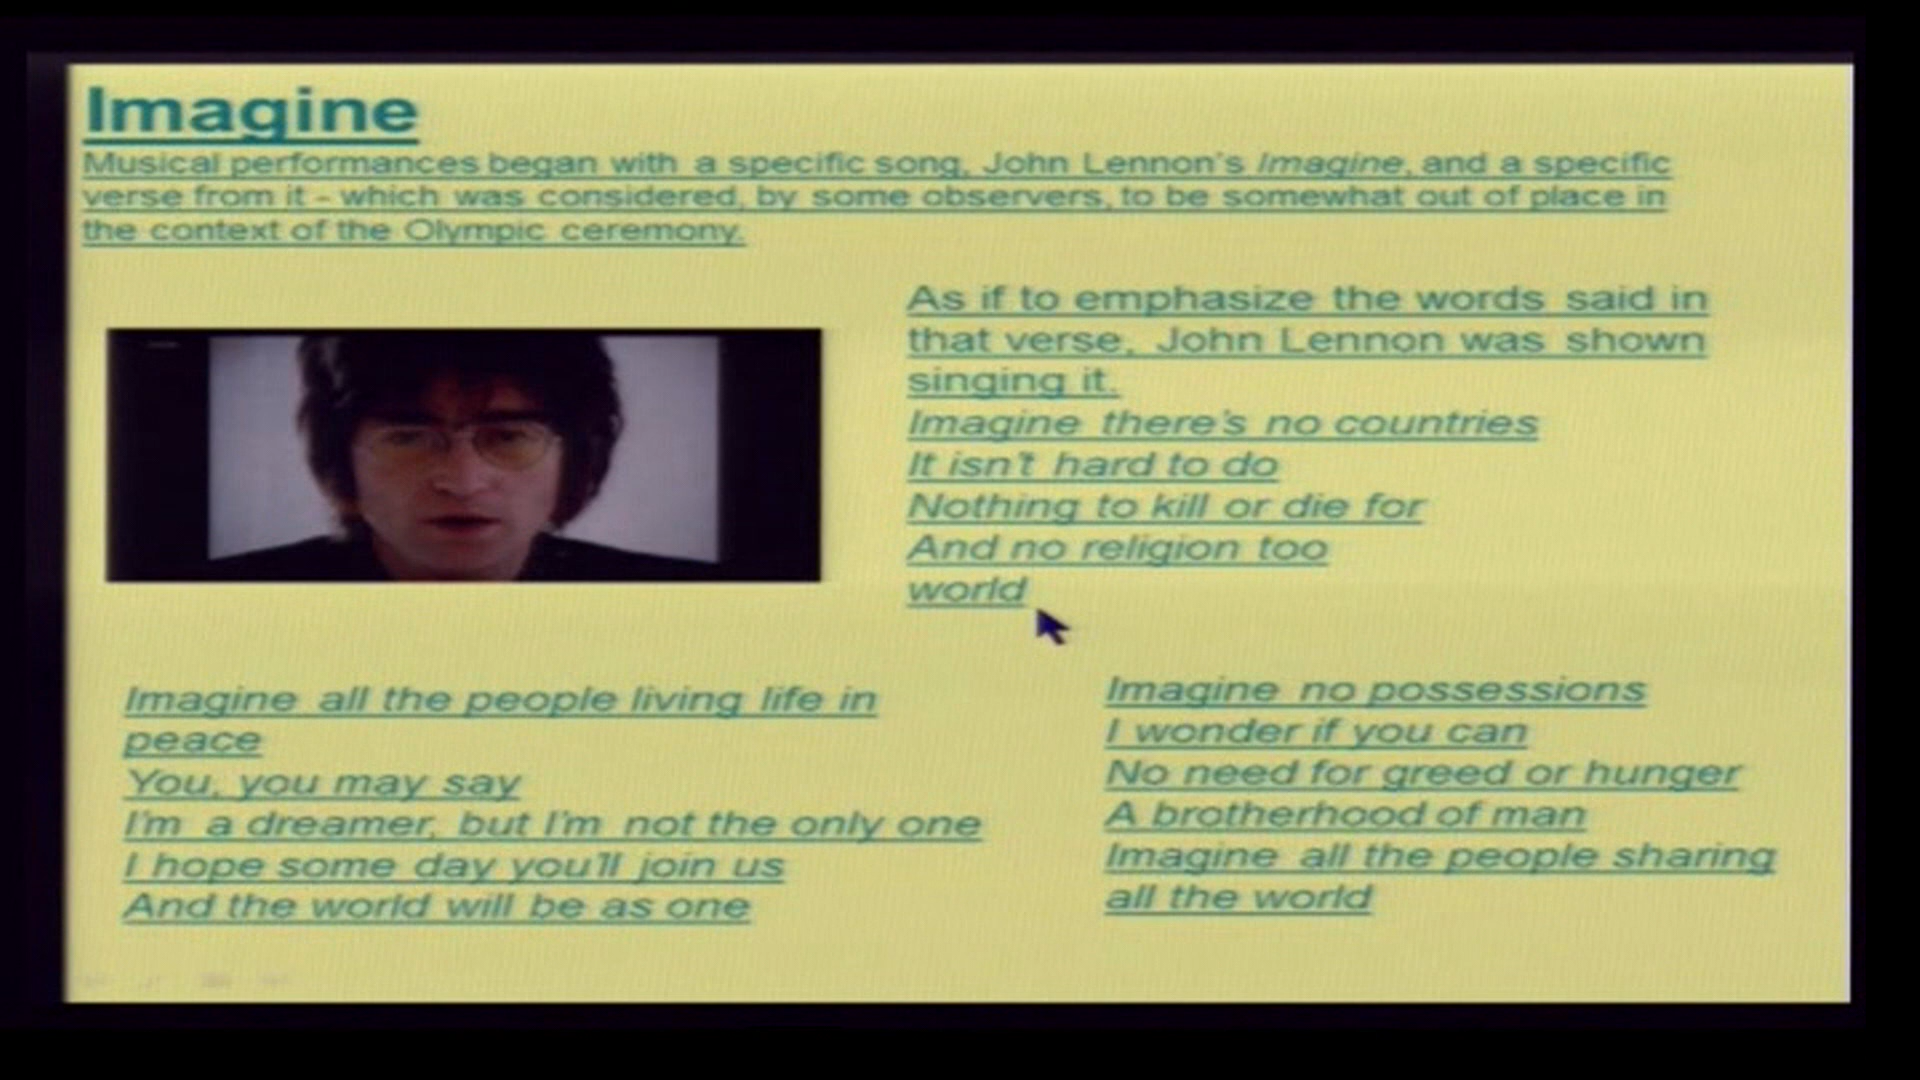 Imagine
Musical performances began with a specific song, John Lennon's Imagine, and a specific
verse from it - which was considered, by some observers, to be somewhat out of place in
the context of the Olympic ceremony.
As if to emphasize the words said in
that verse, John Lennon was shown
singing it.
Imagine there's no countries
It isn't hard to do
Nothing to kill or die for
And no religion too
world
Imagine all the people living life in
peace
You, you may say
I'm a dreamer, but I'm not the only one
I hope some day you'll join us
And the world will be as one
Imagine no possessions
I wonder if you can
No need for greed or hunger
A brotherhood of man
Imagine all the people sharing
all the world